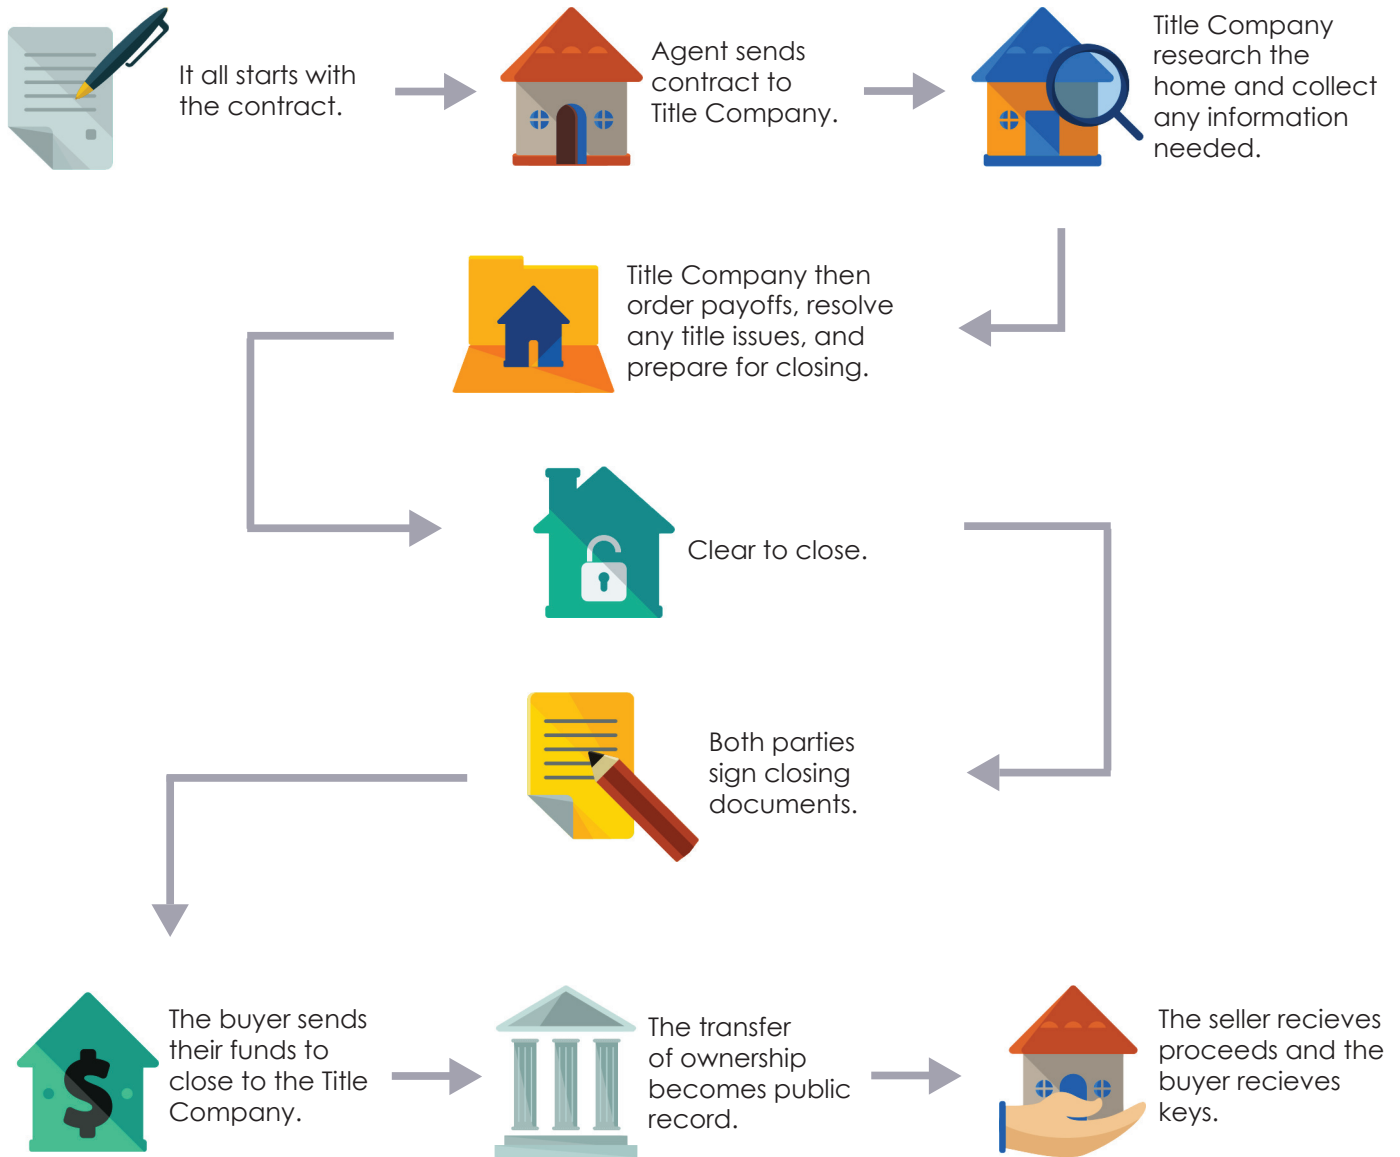 It all starts with
the contract.
Agent sends
contract to
Title Company.
Title Company
research the
home and collect
any information
needed.
Title Company then
order payoffs, resolve
any title issues, and
prepare for closing.
Clear to close.
Both parties
sign closing
documents.
The buyer sends
their funds to
close to the Title
Company.
$
The transfer
of ownership
becomes public
record.
The seller recieves
proceeds and the
buyer recieves
keys.